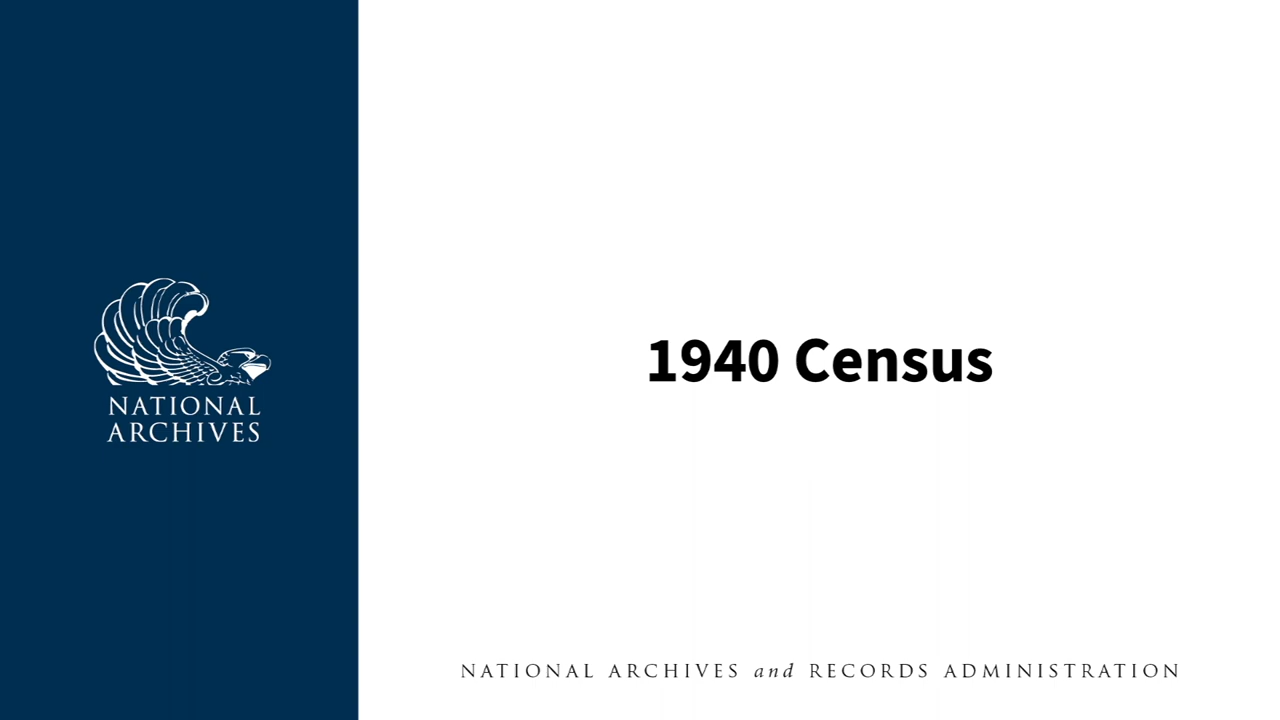 NATIONAL
ARCHIVES
1940 Census
NATIONAL ARCHIVES and RECORDS ADMINISTRATION